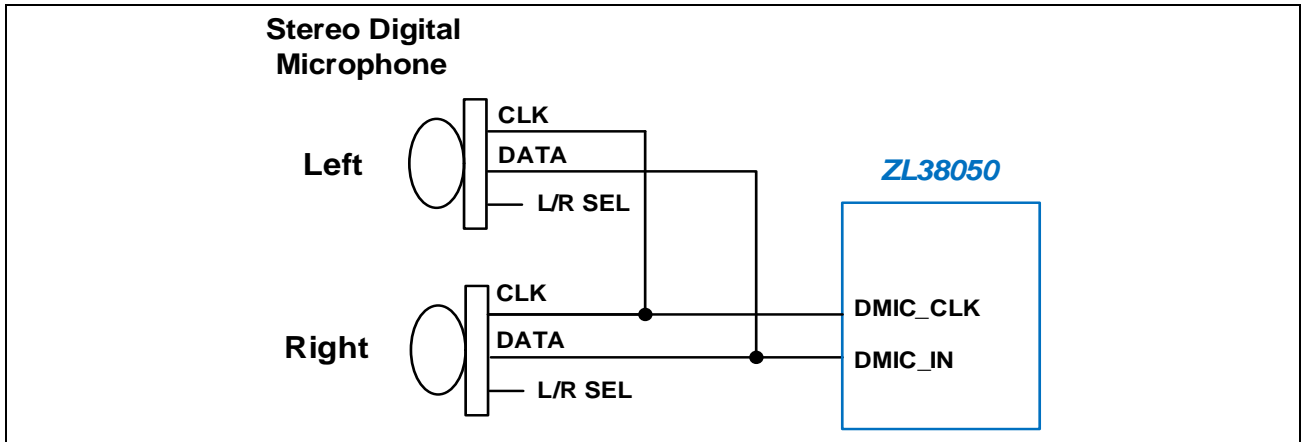 Stereo Digital
Microphone
CLK
DATA
Left
L/R SEL
ZL38050
CLK
DMIC_CLK
DATA
Right
DMIC_IN
L/R SEL